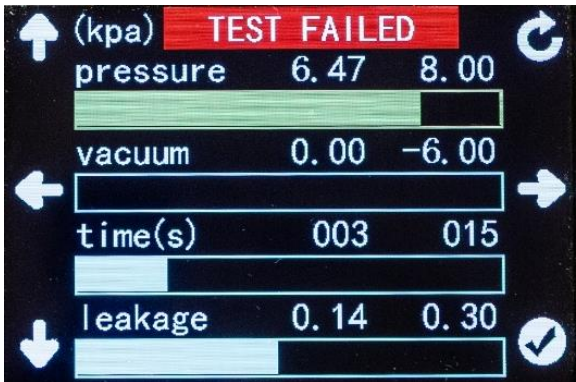 (kpa) TEST FAILED
pressure 6.47 8.00
vacuum 0.00 -6.00
time(s) 003 015
leakage 0.14 0.30